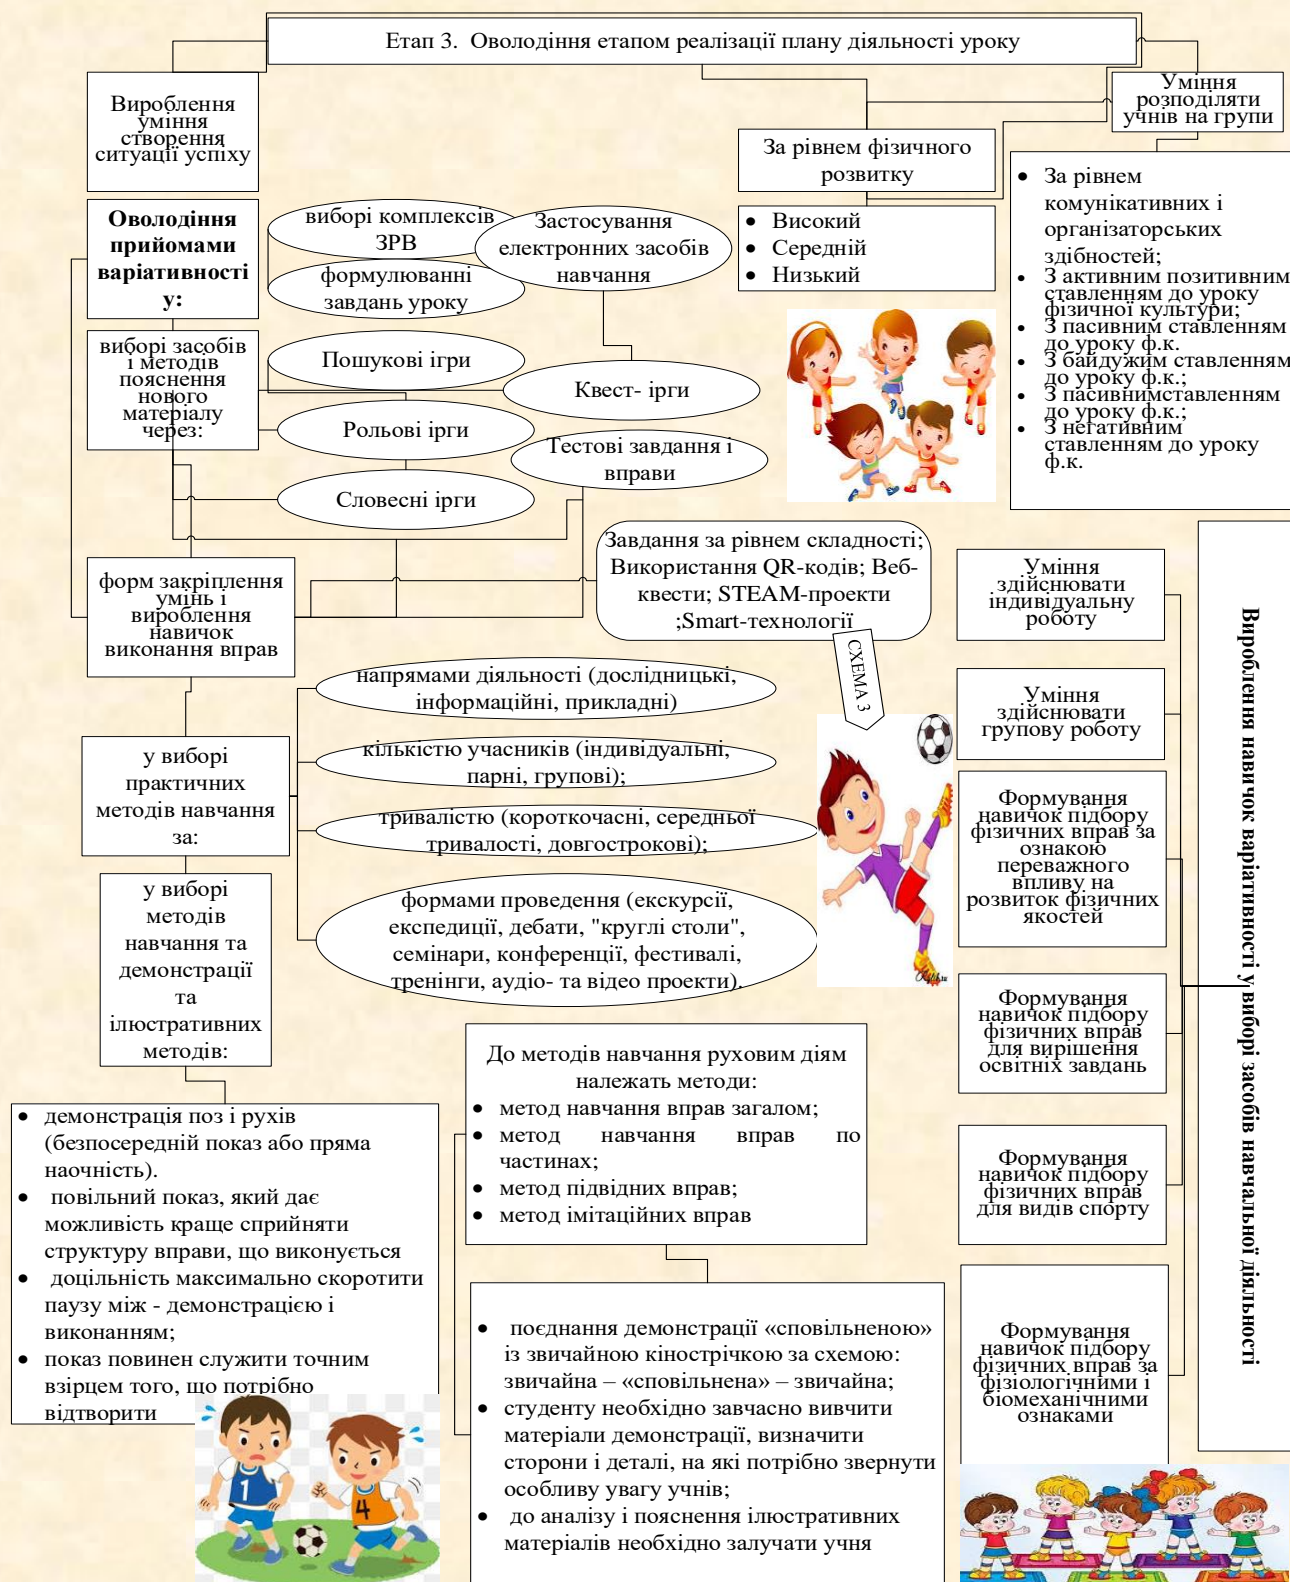 Етап 3.  Оволодіння етапом реалізації плану діяльності уроку
Вироблення
уміння
створення
ситуації успіху
Уміння
розподіляти
учнів на групи
За рівнем фізичного
розвитку
• Високий
• Середній
• Низький
• За рівнем
комунікативних і
організаторських
здібностей;
• З активним позитивним
ставленням до уроку
фізичної культури;
• З пасивним ставленням
до уроку ф.к.
• З байдужим ставленням
до уроку ф.к.;
• З пасивнимставленням
до уроку ф.к.;
• З негативним
ставленням до уроку
ф.к.
Оволодіння
прийомами
варіативності
у:
виборі комплексів
ЗРВ
формулюванні
завдань уроку
Застосування
електронних засобів
навчання
виборі засобів
і методів
пояснення
нового
матеріалу
через:
Пошукові ігри
Квест- ірги
Рольові ірги
Тестові завдання і
вправи
Словесні ірги
форм закріплення
умінь і
вироблення
навичок
виконання вправ
Завдання за рівнем складності;
Використання QR-кодів; Веб-
квести; STEAM-проекти
;Smart-технології
СХЕМА 3
у виборі
практичних
методів навчання
за:
напрямами діяльності (дослідницькі,
інформаційні, прикладні)
кількістю учасників (індивідуальні,
парні, групові);
тривалістю (короткочасні, середньої
тривалості, довгострокові);
формами проведення (екскурсії,
експедиції, дебати, "круглі столи",
семінари, конференції, фестивалі,
тренінги, аудіо- та відео проекти).
у виборі
методів
навчання та
демонстрації
та
ілюстративних
методів:
• демонстрація поз і рухів
(безпосередній показ або пряма
наочність).
• повільний показ, який дає
можливість краще сприйняти
структуру вправи, що виконується
• доцільність максимально скоротити
паузу між - демонстрацією і
виконанням;
• показ повинен служити точним
взірцем того, що потрібно
відтворити
До методів навчання руховим діям
належать методи:
• метод навчання вправ загалом;
• метод навчання вправ по
частинах;
• метод підвідних вправ;
• метод імітаційних вправ
• поєднання демонстрації «сповільненою»
із звичайною кінострічкою за схемою:
звичайна – «сповільнена» – звичайна;
• студенту необхідно завчасно вивчити
матеріали демонстрації, визначити
сторони і деталі, на які потрібно звернути
особливу увагу учнів;
• до аналізу і пояснення ілюстративних
матеріалів необхідно залучати учня
Уміння
здійснювати
індивідуальну
роботу
Уміння
здійснювати
групову роботу
Формування
навичок підбору
фізичних вправ за
ознакою
переважного
впливу на
розвиток фізичних
якостей
Формування
навичок підбору
фізичних вправ
для вирішення
освітніх завдань
Формування
навичок підбору
фізичних вправ
для видів спорту
Формування
навичок підбору
фізичних вправ за
фізіологічними і
біомеханічними
ознаками
Вироблення навичок варіативності у виборі засобів навчальної діяльності
1
4